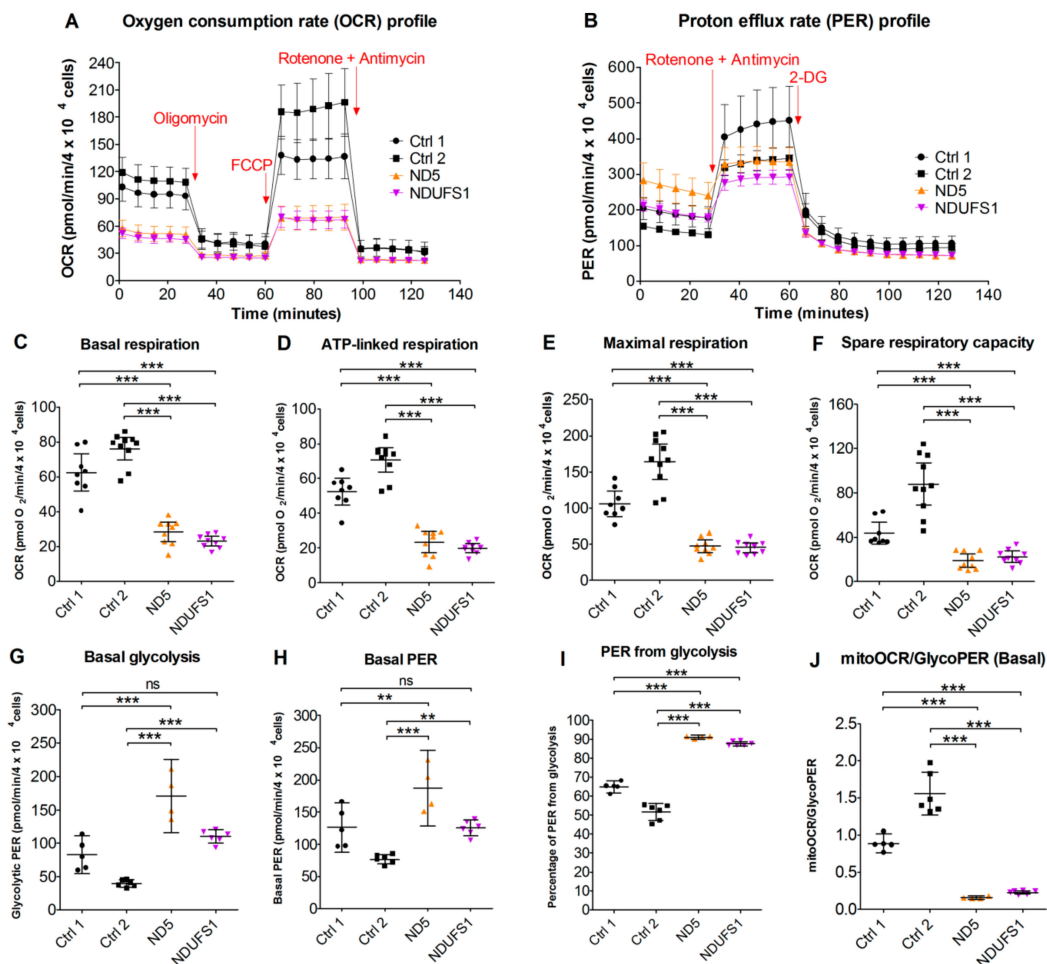 A Oxygen consumption rate (OCR) profile
OCR (pmol/min/4 x 10 4 cells)
240
210
180
150
120
90
60
30
0
Oligomycin
FCCP
Rotenone + Antimycin
Ctrl 1
Ctrl 2
ND5
NDUFS1
0 20 40 60 80 100 120 140
Time (minutes)
B Proton efflux rate (PER) profile
PER (pmol/min/4 x 10 4 cells)
600
500
400
300
200
100
0
Rotenone + Antimycin
2-DG
Ctrl 1
Ctrl 2
ND5
NDUFS1
0 20 40 60 80 100 120 140
Time (minutes)
C Basal respiration
***
***
***
***
OCR (pmol O 2/min/4 x 10 4cells)
100
80
60
40
20
0
Ctrl 1 Ctrl 2 ND5 NDUFS1
D ATP-linked respiration
***
***
***
***
OCR (pmol O 2/min/4 x 10 4cells)
100
80
60
40
20
0
Ctrl 1 Ctrl 2 ND5 NDUFS1
E Maximal respiration
***
***
***
***
OCR (pmol O 2/min/4 x 10 4cells)
250
200
150
100
50
0
Ctrl 1 Ctrl 2 ND5 NDUFS1
F Spare respiratory capacity
***
***
***
***
OCR (pmol O 2/min/4 x 10 4cells)
160
120
80
40
0
Ctrl 1 Ctrl 2 ND5 NDUFS1
G Basal glycolysis
ns
***
***
***
Glycolytic PER (pmol/min/4 x 10 4cells)
300
250
200
150
100
50
0
Ctrl 1 Ctrl 2 ND5 NDUFS1
H Basal PER
ns
**
**
***
Basal PER (pmol/min/4 x 10 4cells)
300
250
200
150
100
50
0
Ctrl 1 Ctrl 2 ND5 NDUFS1
I PER from glycolysis
***
***
***
***
Percentage of PER from glycolysis
100
90
80
70
60
50
40
30
20
10
0
Ctrl 1 Ctrl 2 ND5 NDUFS1
J mitoOCR/GlycoPER (Basal)
***
***
***
***
mitoOCR/GlycoPER
2.5
2.0
1.5
1.0
0.5
0.0
Ctrl 1 Ctrl 2 ND5 NDUFS1